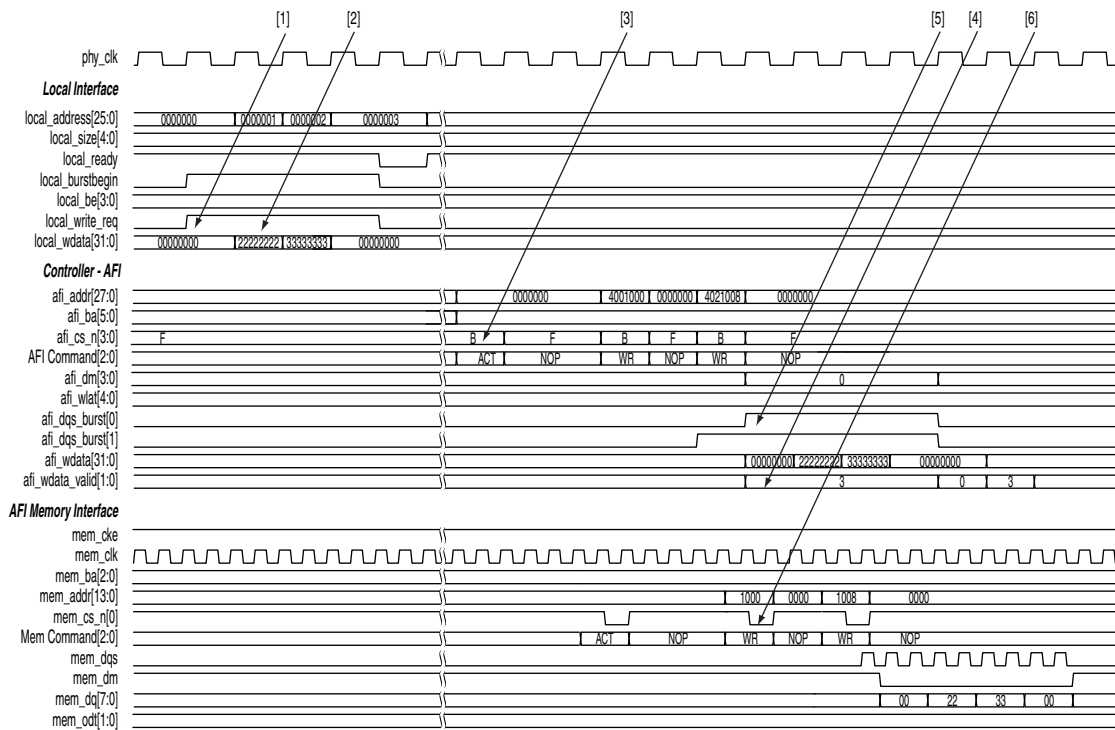 [1] [2] [3] [5] [4] [6]
phy_clk
Local Interface
local_address[25:0] 0000000 0000001 0000002 0000003
local_size[4:0]
local_ready
local_burstbegin
local_be[3:0]
local_write_req
local_wdata[31:0] 00000000 22222222 33333333 00000000
Controller - AFI
afi_addr[27:0] 0000000 4001000 0000000 4021008 0000000
afi_ba[5:0]
afi_cs_n[3:0] F B F B F B F
AFI Command[2:0] ACT NOP WR NOP WR NOP
afi_dm[3:0] 0
afi_wlat[4:0]
afi_dqs_burst[0]
afi_dqs_burst[1]
afi_wdata[31:0] 00000000 22222222 33333333 00000000
afi_wdata_valid[1:0] 3 0 3
AFI Memory Interface
mem_cke
mem_clk
mem_ba[2:0]
mem_addr[13:0] 1000 0000 1008 0000
mem_cs_n[0]
Mem Command[2:0] ACT NOP WR NOP WR NOP
mem_dqs
mem_dm
mem_dq[7:0] 00 22 33 00
mem_odt[1:0]